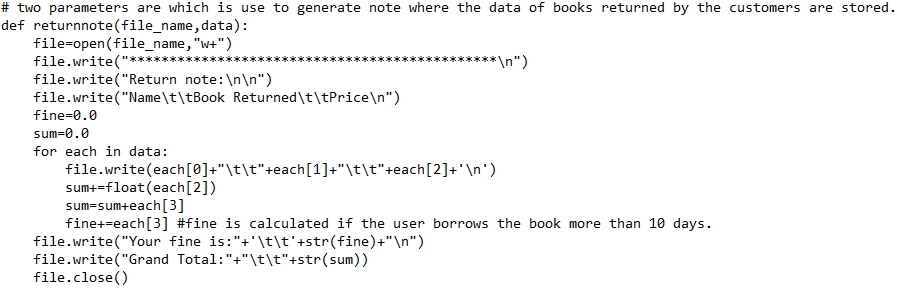 # two parameters are which is use to generate note where the data of books returned by the customers are stored.
def returnnote(file_name,data):
    file=open(file_name,"w+")
    file.write("**********************************************\n")
    file.write("Return note:\n\n")
    file.write("Name\t\tBook Returned\t\tPrice\n")
    fine=0.0
    sum=0.0
    for each in data:
        file.write(each[0]+"\t\t"+each[1]+"\t\t"+each[2]+'\n')
        sum+=float(each[2])
        sum=sum+each[3]
        fine+=each[3] #fine is calculated if the user borrows the book more than 10 days.
    file.write("Your fine is:"+'\t\t'+str(fine)+"\n")
    file.write("Grand Total:"+"\t\t"+str(sum))
    file.close()